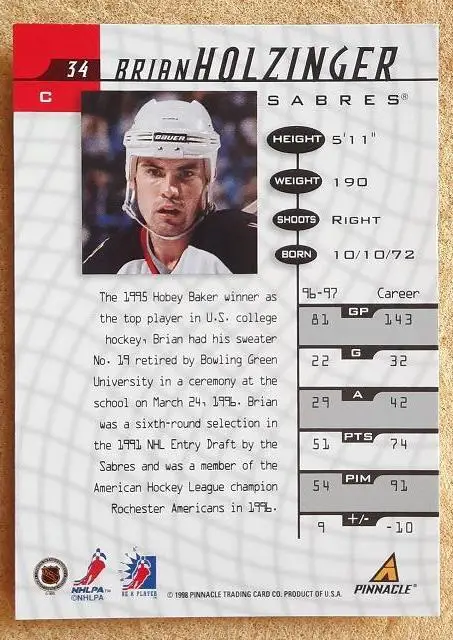 34 BRIAN HOLZINGER
C
SABRES®
BAUER
HEIGHT 5'11"
WEIGHT 190
SHOOTS RIGHT
BORN 10/10/72
The 1995 Hobey Baker winner as
the top player in U.S. college
hockey, Brian had his sweater
No. 19 retired by Bowling Green
University in a ceremony at the
school on March 24, 1996. Brian
was a sixth-round selection in
the 1991 NHL Entry Draft by the
Sabres and was a member of the
American Hockey League champion
Rochester Americans in 1996.
96-97 Career
81 GP 143
22 G 32
29 A 42
51 PTS 74
54 PIM 91
9 +/- -10
NHLPA™
©NHLPA
BE A PLAYER
© 1998 PINNACLE TRADING CARD CO. PRODUCT OF U.S.A.
PINNACLE®